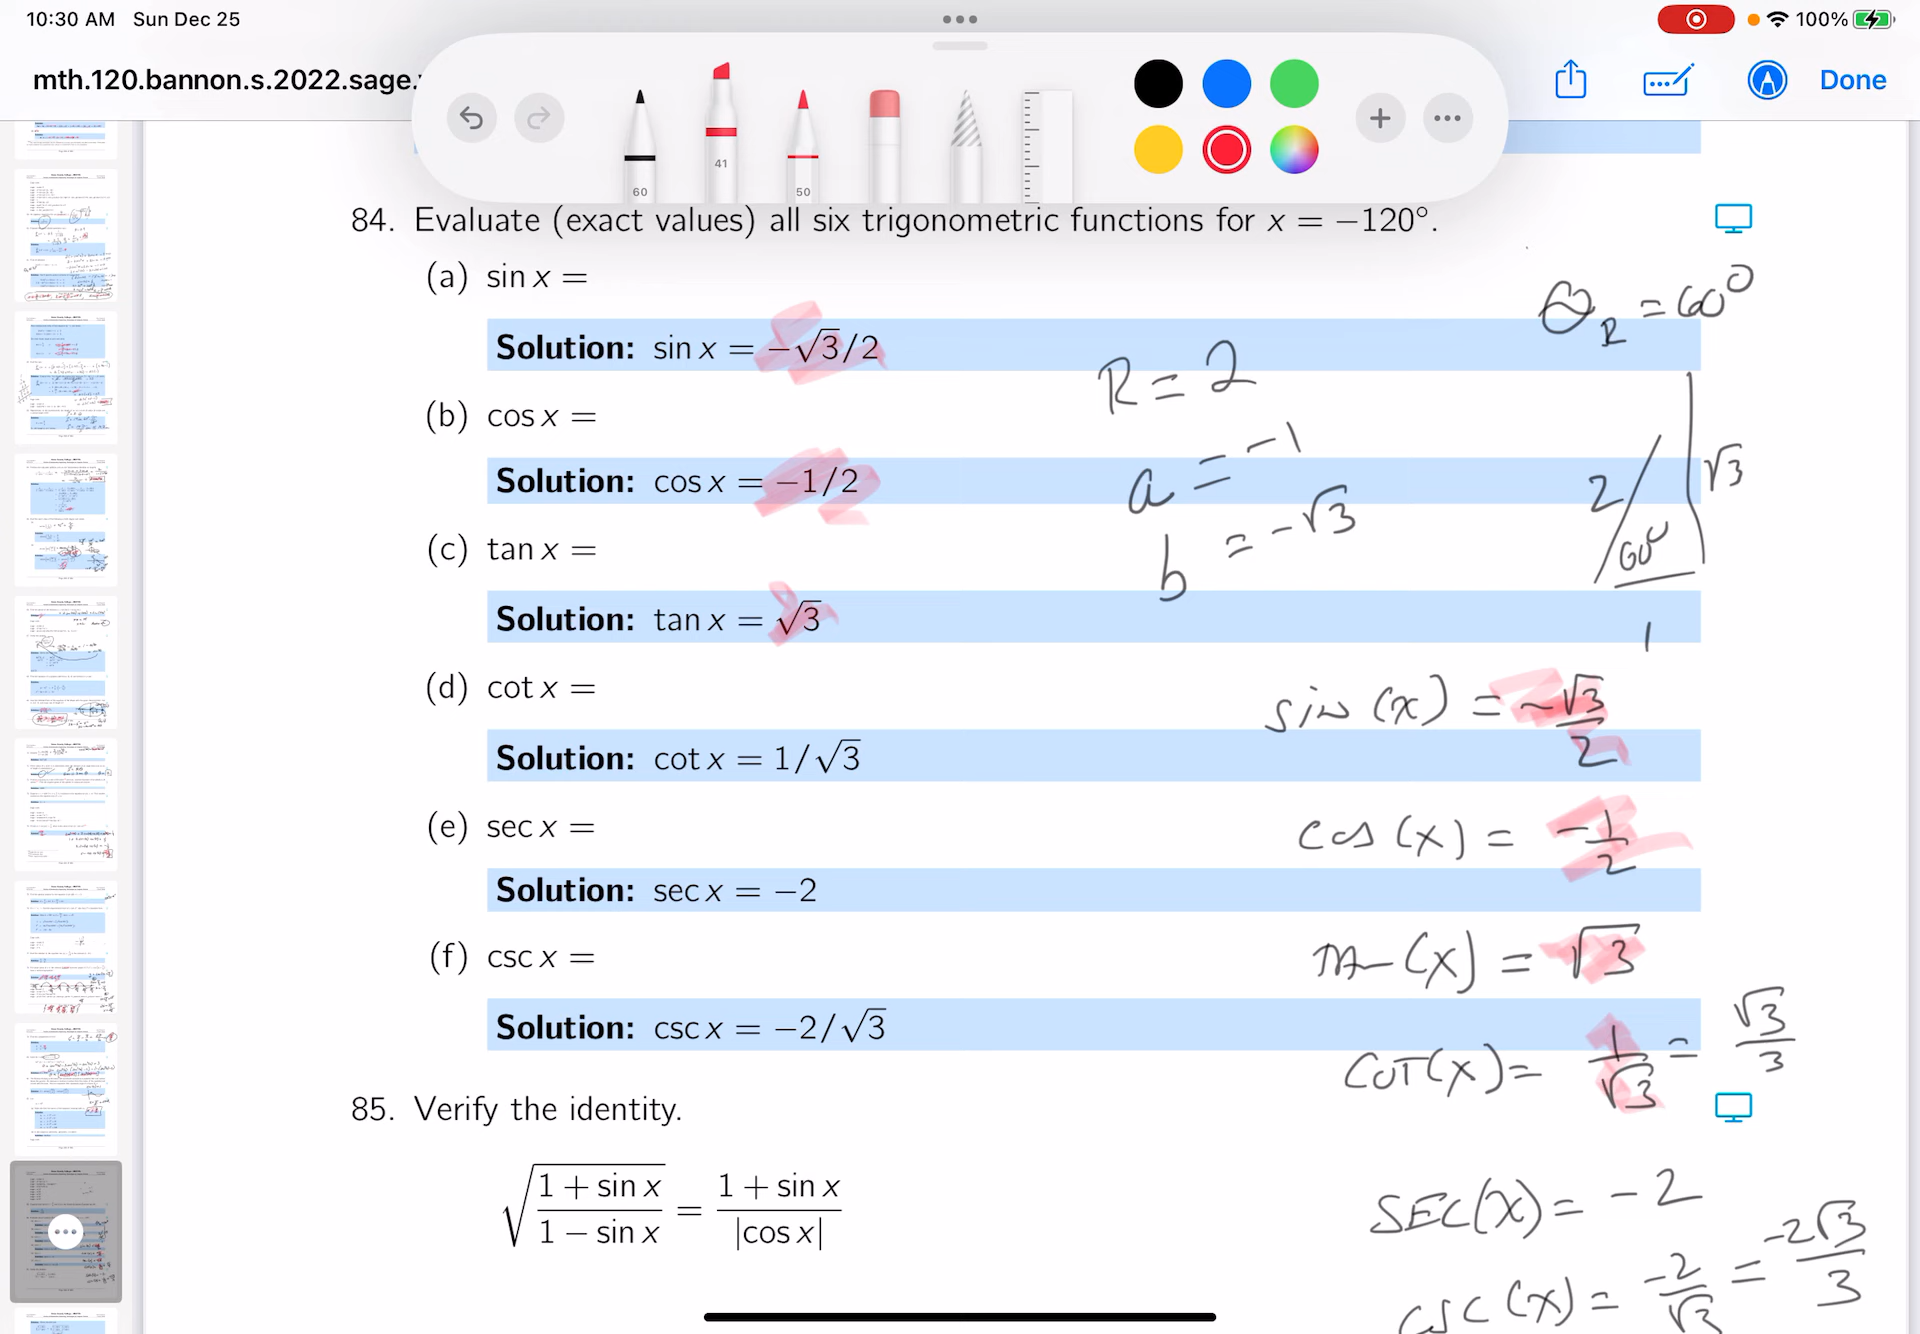 10:30 AM Sun Dec 25
100%
mth.120.bannon.s.2022.sage.
Done
60
41
50
84. Evaluate (exact values) all six trigonometric functions for x = −120°.
(a) sin x =
θR = 60°
Solution: sin x = −√3/2
R = 2
(b) cos x =
a = −1
Solution: cos x = −1/2
2 √3
b = −√3
(c) tan x =
60°
Solution: tan x = √3
1
(d) cot x =
sin(x) = −√3/2
Solution: cot x = 1/√3
(e) sec x =
cos(x) = −1/2
Solution: sec x = −2
(f) csc x =
(x) = √3
Solution: csc x = −2/√3
COT(x) = 1/√3 = √3/3
85. Verify the identity.
√((1 + sin x)/(1 − sin x)) = (1 + sin x)/|cos x|
SEC(x) = −2
csc(x) = −2/√3 = −2√3/3